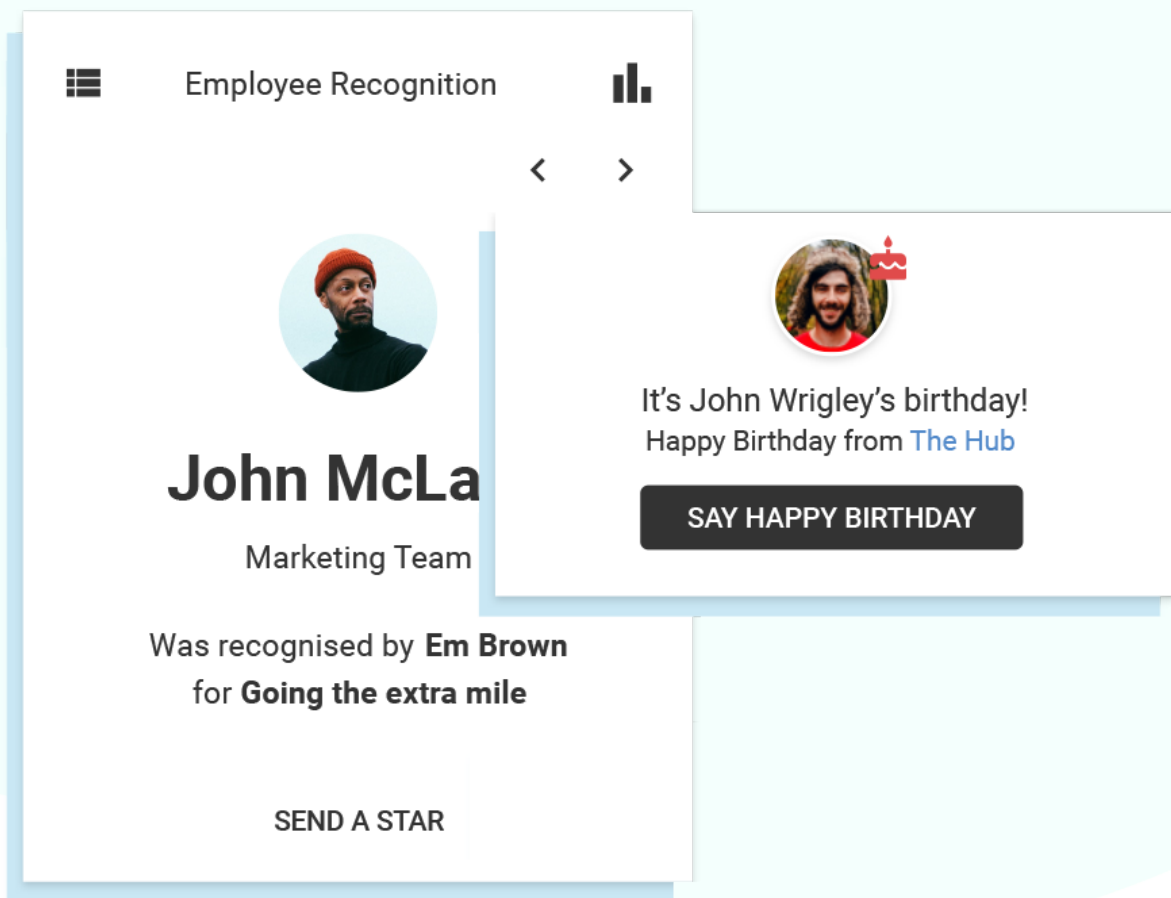 Employee Recognition
John McLa
Marketing Team
Was recognised by Em Brown
for Going the extra mile
SEND A STAR
It’s John Wrigley’s birthday!
Happy Birthday from The Hub
SAY HAPPY BIRTHDAY